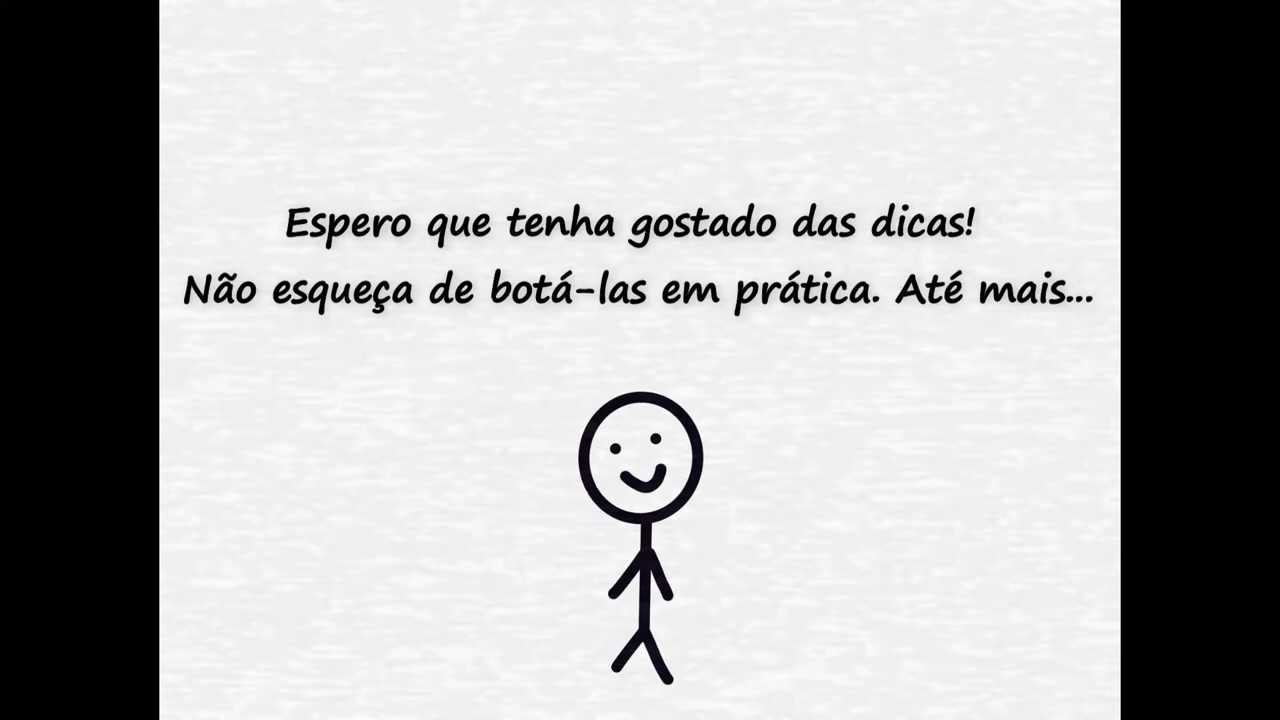 Espero que tenha gostado das dicas!
Não esqueça de botá-las em prática. Até mais...